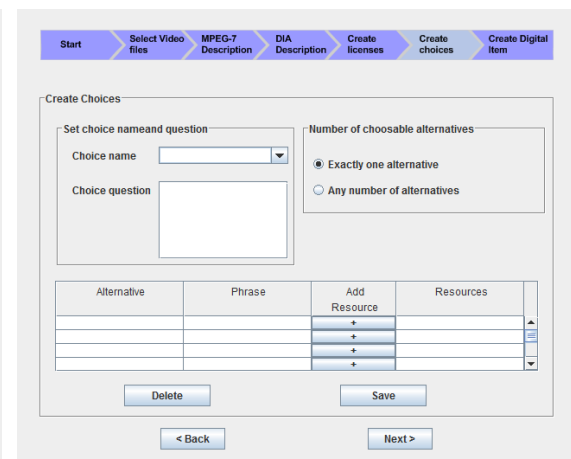 Start
Select Video files
MPEG-7 Description
DIA Description
Create licenses
Create choices
Create Digital Item
Create Choices
Set choice nameand question
Number of choosable alternatives
Choice name
Exactly one alternative
Choice question
Any number of alternatives
Alternative
Phrase
Add Resource
Resources
+
+
+
+
Delete
Save
< Back
Next >